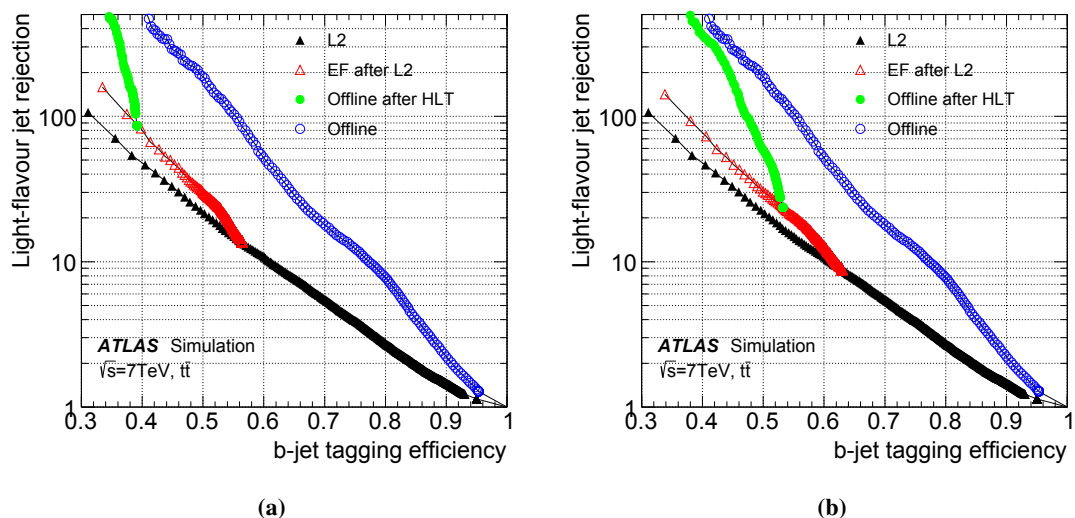 Light-flavour jet rejection
100
10
1
L2
EF after L2
Offline after HLT
Offline
ATLAS Simulation
√s=7TeV, tt̄
0.3 0.4 0.5 0.6 0.7 0.8 0.9 1
b-jet tagging efficiency
(a)
Light-flavour jet rejection
100
10
1
L2
EF after L2
Offline after HLT
Offline
ATLAS Simulation
√s=7TeV, tt̄
0.3 0.4 0.5 0.6 0.7 0.8 0.9 1
b-jet tagging efficiency
(b)